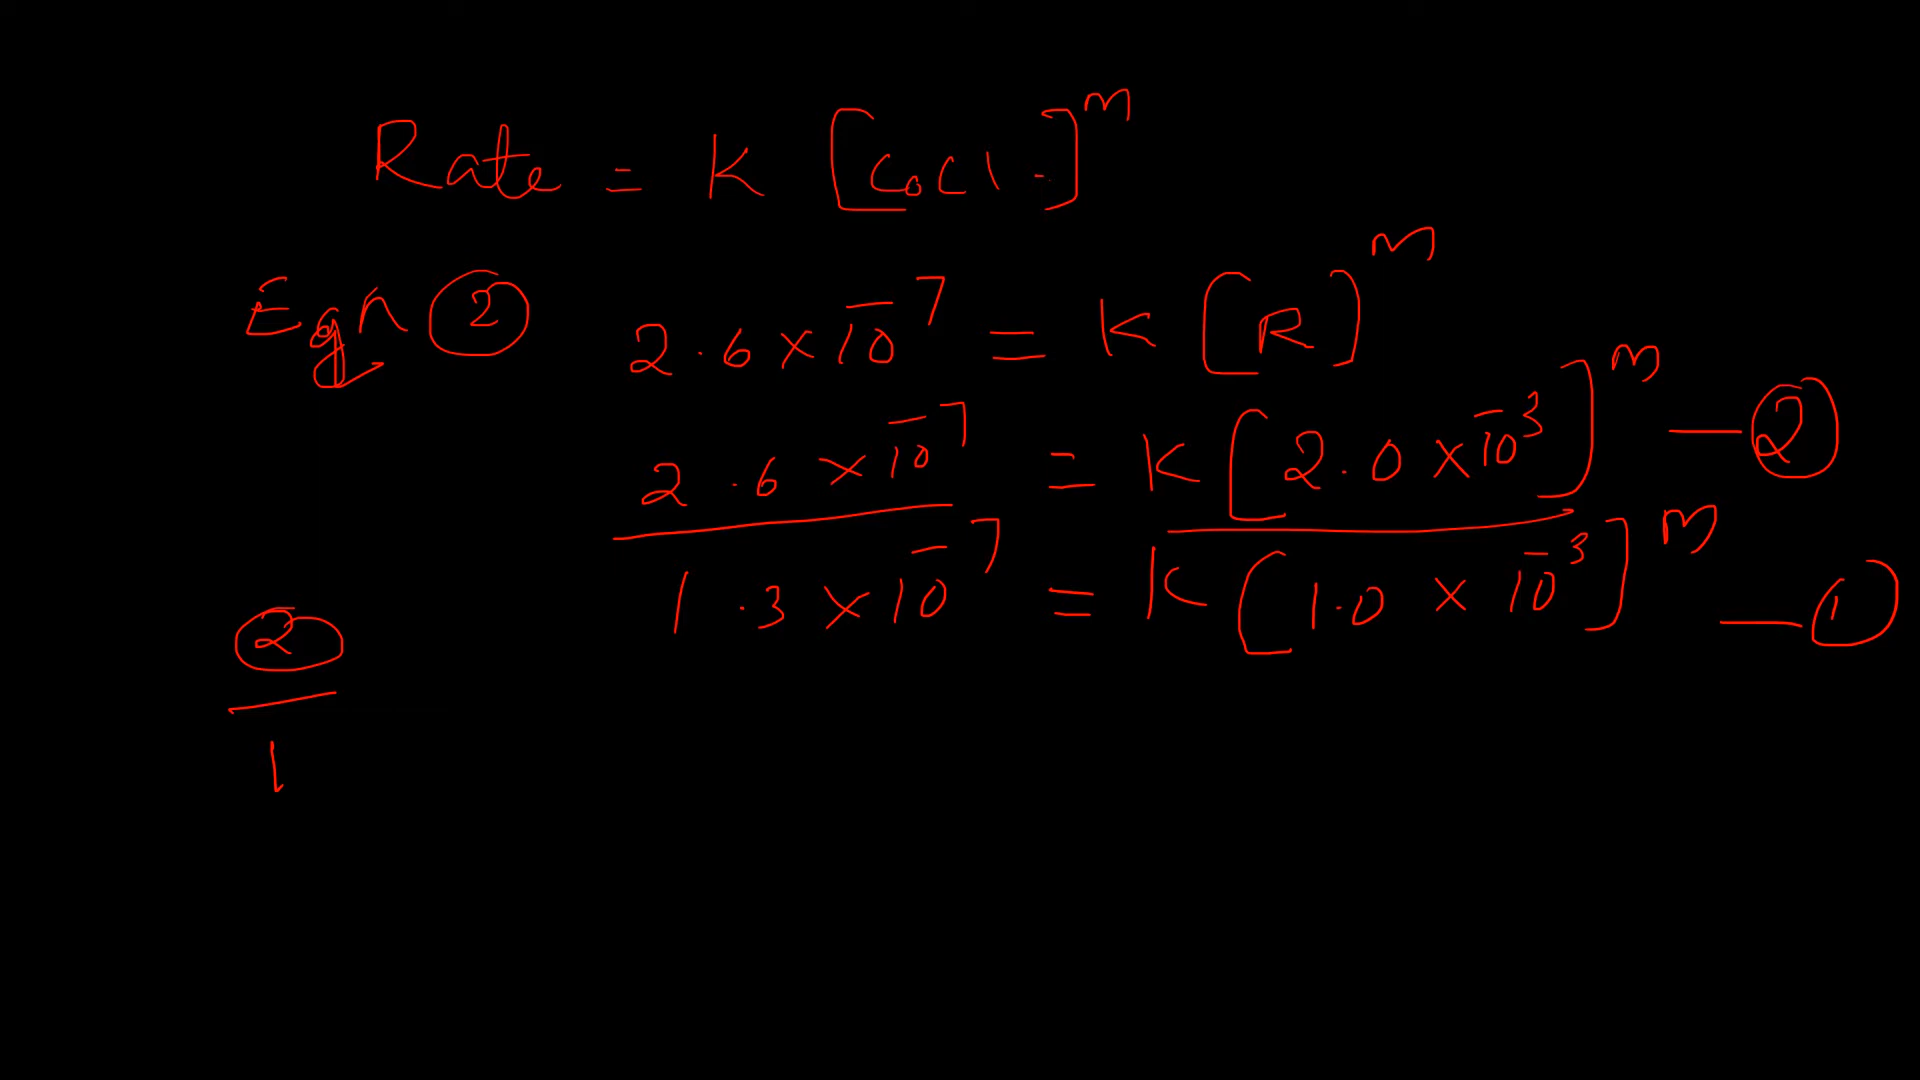 Rate = K [CoCl-]^m
Eqn ② 2.6 × 10^-7 = K [R]^m
2.6 × 10^-7 = K [2.0 × 10^-3]^m — ②
1.3 × 10^-7 = K [1.0 × 10^-3]^m — ①
②
1